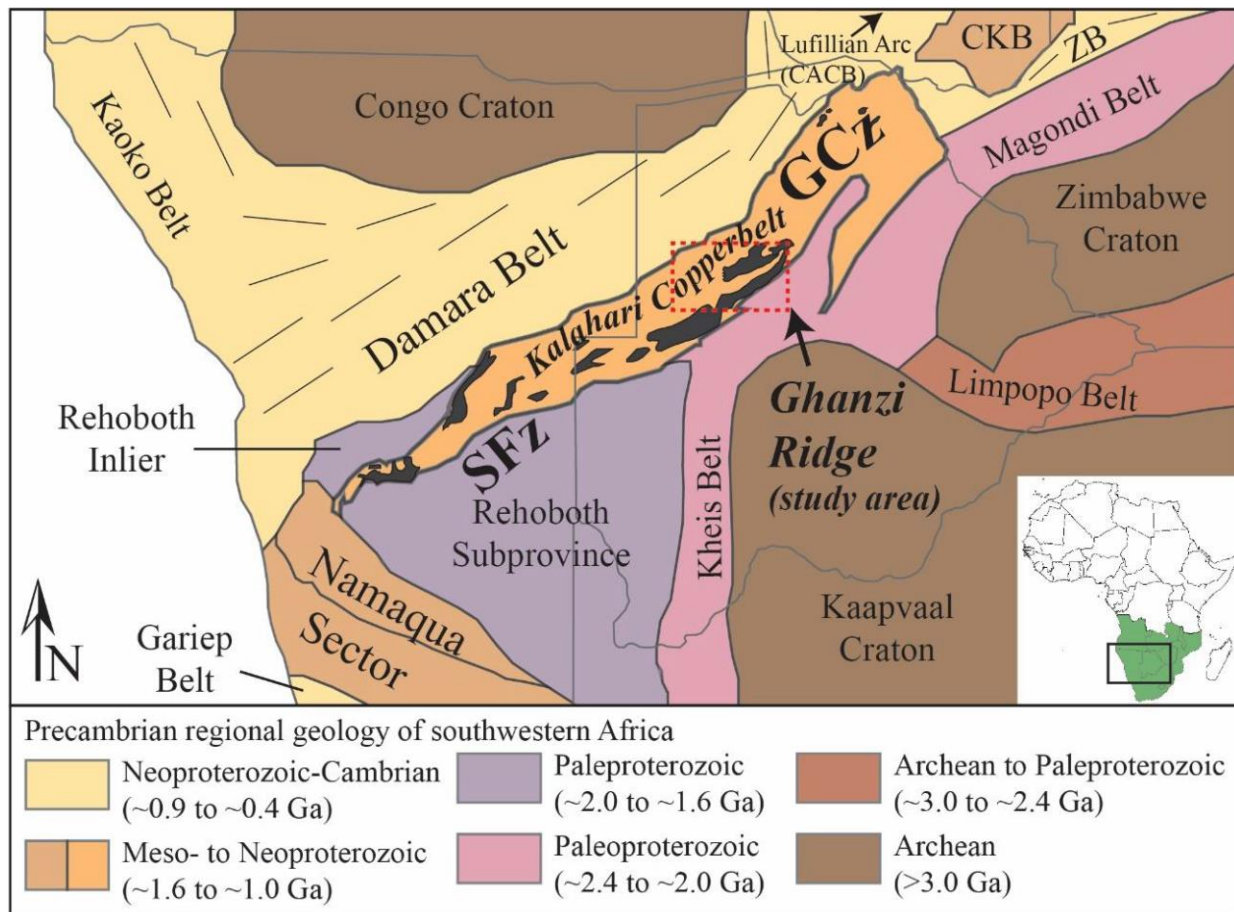 Lufillian Arc
(CACB)
CKB
ZB
Congo Craton
Kaoko Belt
Magondi Belt
GCz
Zimbabwe
Craton
Damara Belt
Kalahari Copperbelt
Limpopo Belt
Ghanzi
Ridge
(study area)
Rehoboth
Inlier
SFz
Rehoboth
Subprovince
Kheis Belt
Kaapvaal
Craton
Namaqua
Sector
Gariep
Belt
N
Precambrian regional geology of southwestern Africa
Neoproterozoic-Cambrian
(~0.9 to ~0.4 Ga)
Meso- to Neoproterozoic
(~1.6 to ~1.0 Ga)
Paleproterozoic
(~2.0 to ~1.6 Ga)
Paleoproterozoic
(~2.4 to ~2.0 Ga)
Archean to Paleproterozoic
(~3.0 to ~2.4 Ga)
Archean
(>3.0 Ga)